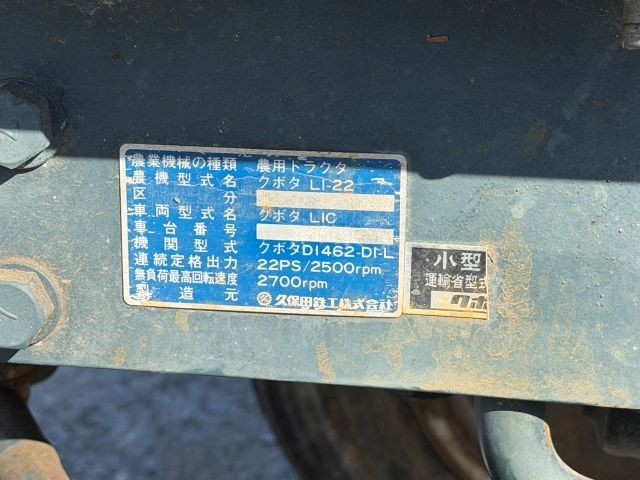 農業機械の種類 農用トラクタ
農機型式名 クボタ L1-22
区分
車両型式名 クボタ L1C
車台番号
機関型式 クボタD1462-DI-L
連続定格出力 22PS/2500rpm
無負荷最高回転速度 2700rpm
製造元 久保田鉄工株式会社
小型
運輸省型式
クボ